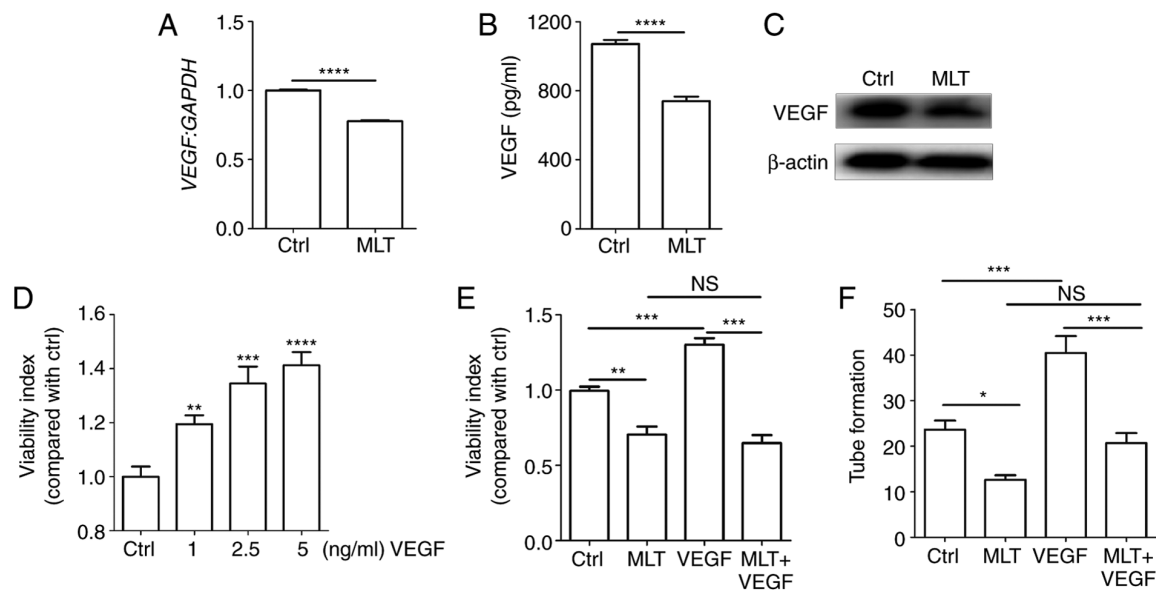 A
1.5
1.0
0.5
0.0
VEGF:GAPDH
****
Ctrl MLT
B
1200
800
400
0
VEGF (pg/ml)
****
Ctrl MLT
C
Ctrl MLT
VEGF
β-actin
D
1.6
1.4
1.2
1.0
0.8
Viability index
(compared with ctrl)
**
***
****
Ctrl 1 2.5 5 (ng/ml) VEGF
E
1.5
1.0
0.5
0.0
Viability index
(compared with ctrl)
NS
***
***
**
Ctrl MLT VEGF MLT+
VEGF
F
50
40
30
20
10
0
Tube formation
***
NS
***
*
Ctrl MLT VEGF MLT+
VEGF